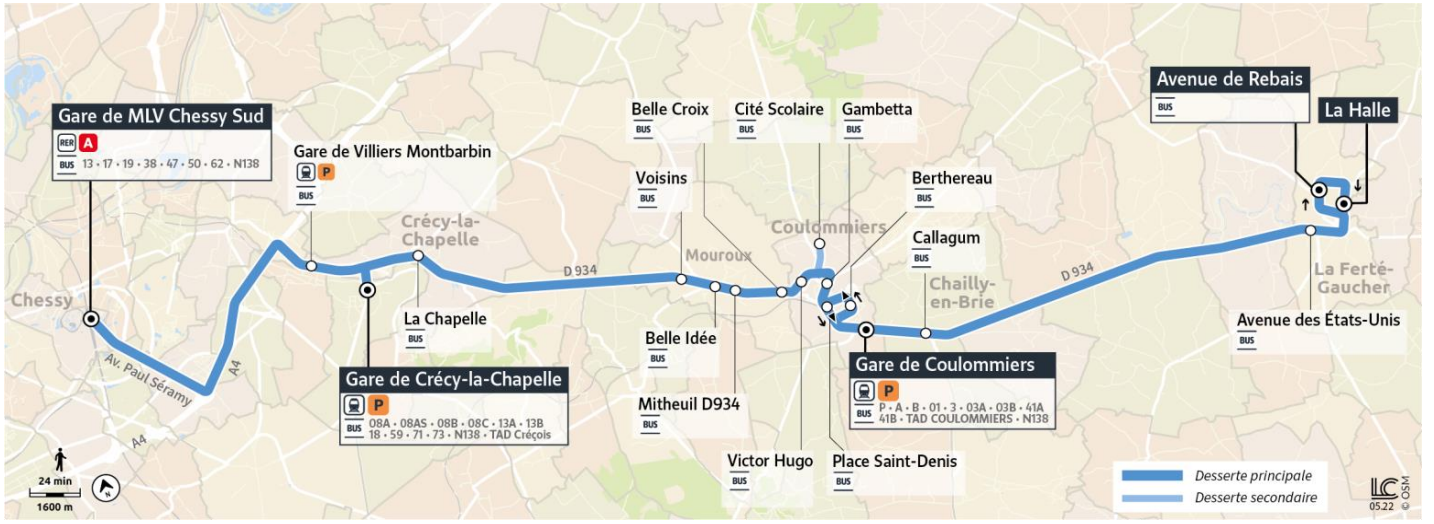 Gare de MLV Chessy Sud
RER A
BUS 13 • 17 • 19 • 38 • 47 • 50 • 62 • N138
Gare de Villiers Montbarbin
P
BUS
Crécy-la-
Chapelle
Chessy
Av. Paul Séramy
A4
A4
La Chapelle
BUS
Gare de Crécy-la-Chapelle
P
BUS 08A • 08AS • 08B • 08C • 13A • 13B
18 • 59 • 71 • 73 • N138 • TAD Créçois
D 934
Belle Croix
BUS
Cité Scolaire
BUS
Gambetta
BUS
Voisins
BUS
Berthereau
BUS
Mouroux
Coulommiers
Callagum
BUS
Chailly-
en-Brie
Belle Idée
BUS
Mitheuil D934
BUS
Victor Hugo
BUS
Place Saint-Denis
BUS
Gare de Coulommiers
P
BUS P • A • B • 01 • 3 • 03A • 03B • 41A
41B • TAD COULOMMIERS • N138
D 934
Avenue de Rebais
BUS
La Halle
La Ferté-
Gaucher
Avenue des États-Unis
BUS
24 min
1600 m
N
Desserte principale
Desserte secondaire
LC
05.22
© OSM